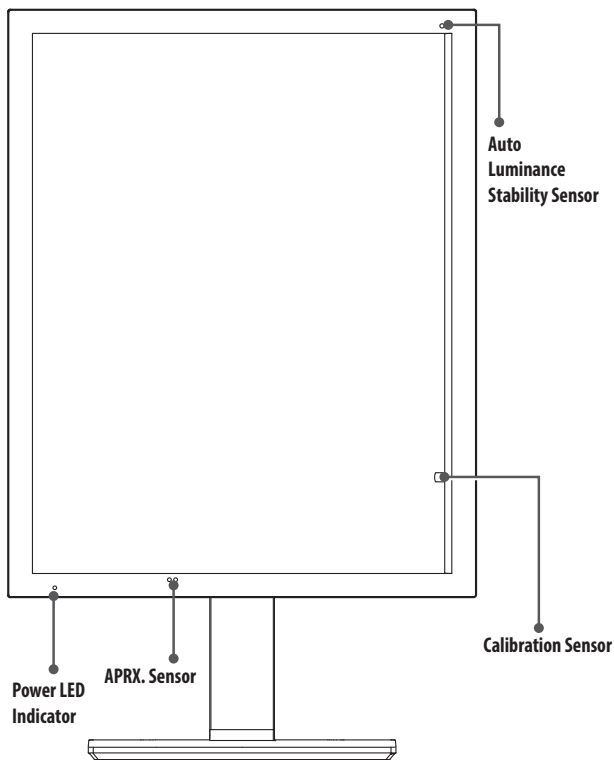 Auto
Luminance
Stability Sensor
Calibration Sensor
APRX. Sensor
Power LED
Indicator